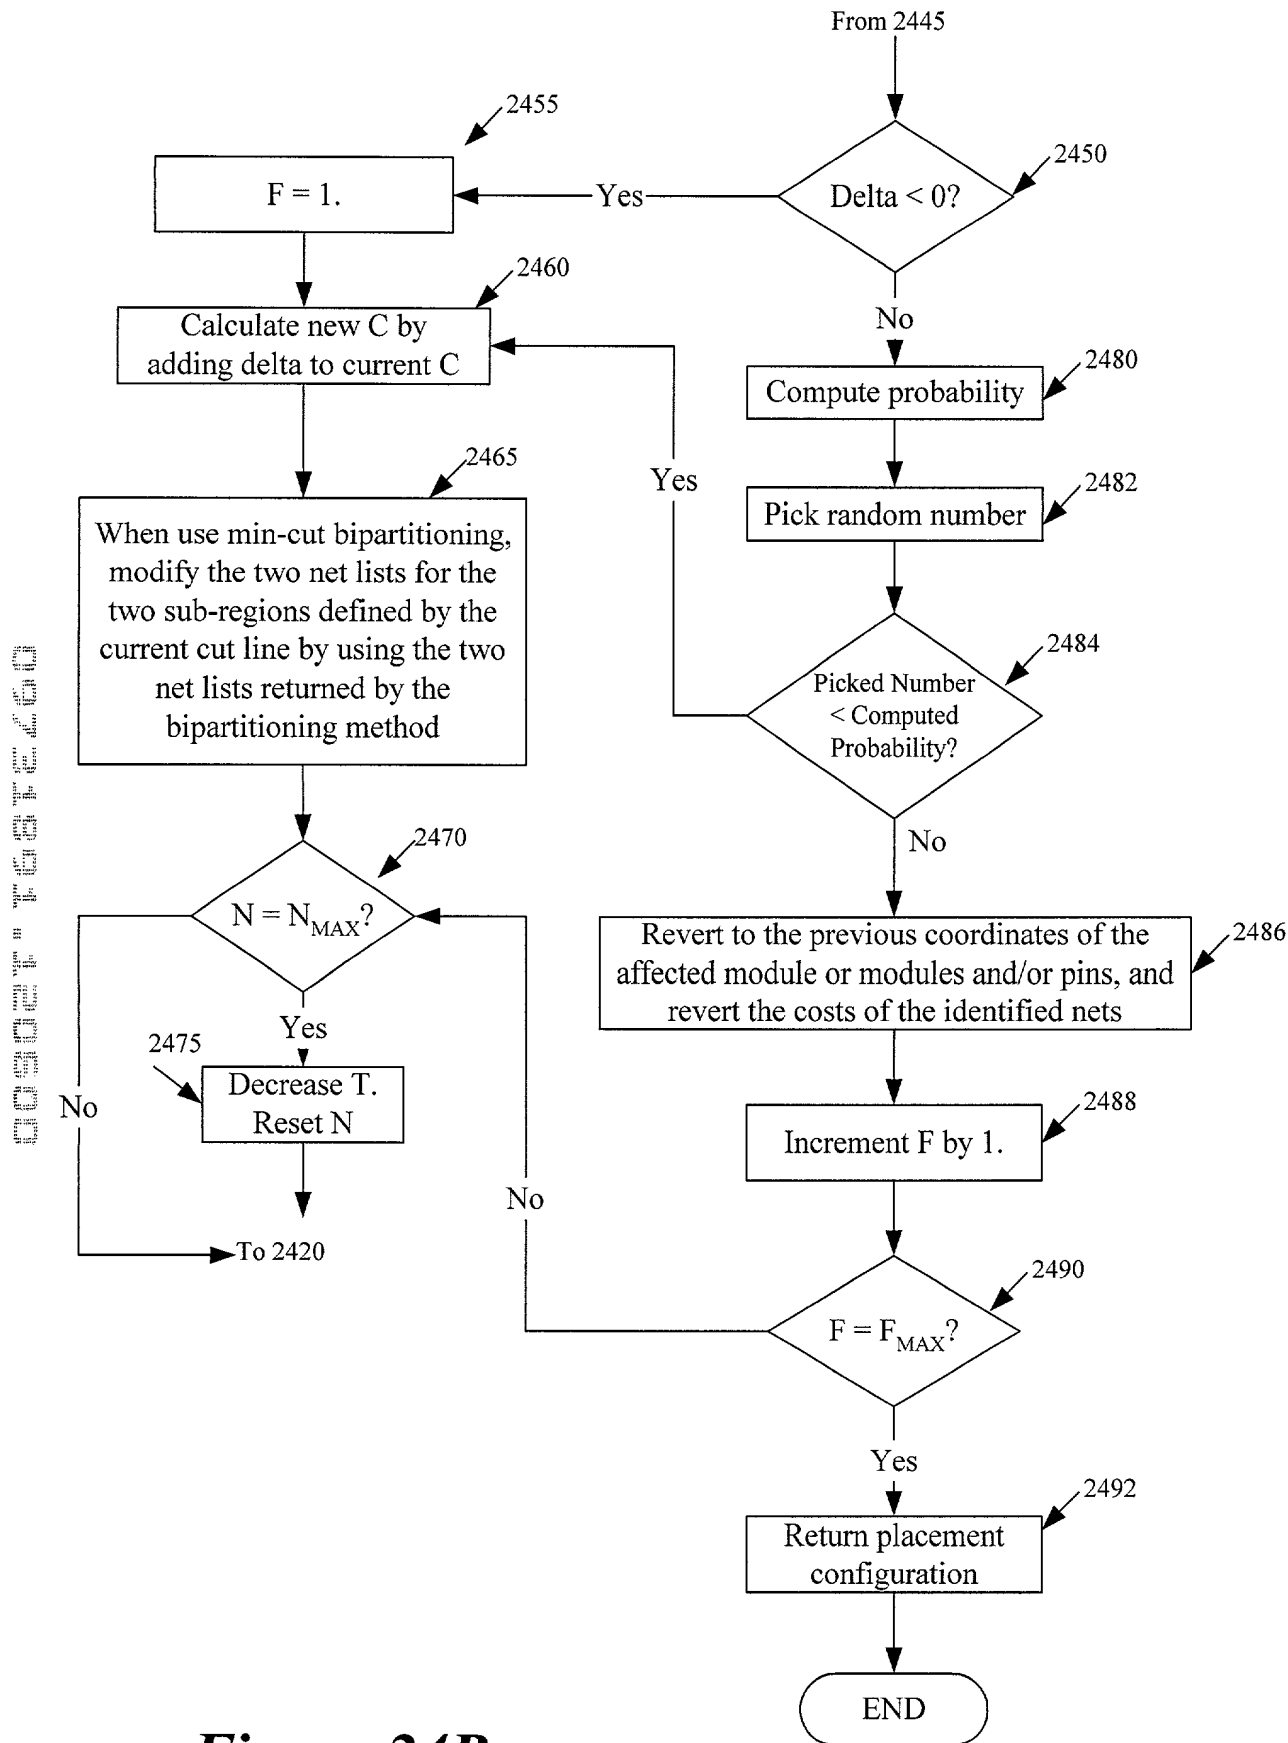 From 2445
2455
2450
F = 1.
Yes
Delta < 0?
2460
No
Calculate new C by
adding delta to current C
2480
Compute probability
2465
Yes
2482
Pick random number
When use min-cut bipartitioning,
modify the two net lists for the
two sub-regions defined by the
current cut line by using the two
net lists returned by the
bipartitioning method
2484
Picked Number
< Computed
Probability?
2470
No
N = NMAX?
2486
Revert to the previous coordinates of the
affected module or modules and/or pins, and
revert the costs of the identified nets
Yes
2475
Decrease T.
Reset N
No
2488
Increment F by 1.
No
To 2420
2490
F = FMAX?
Yes
2492
Return placement
configuration
END